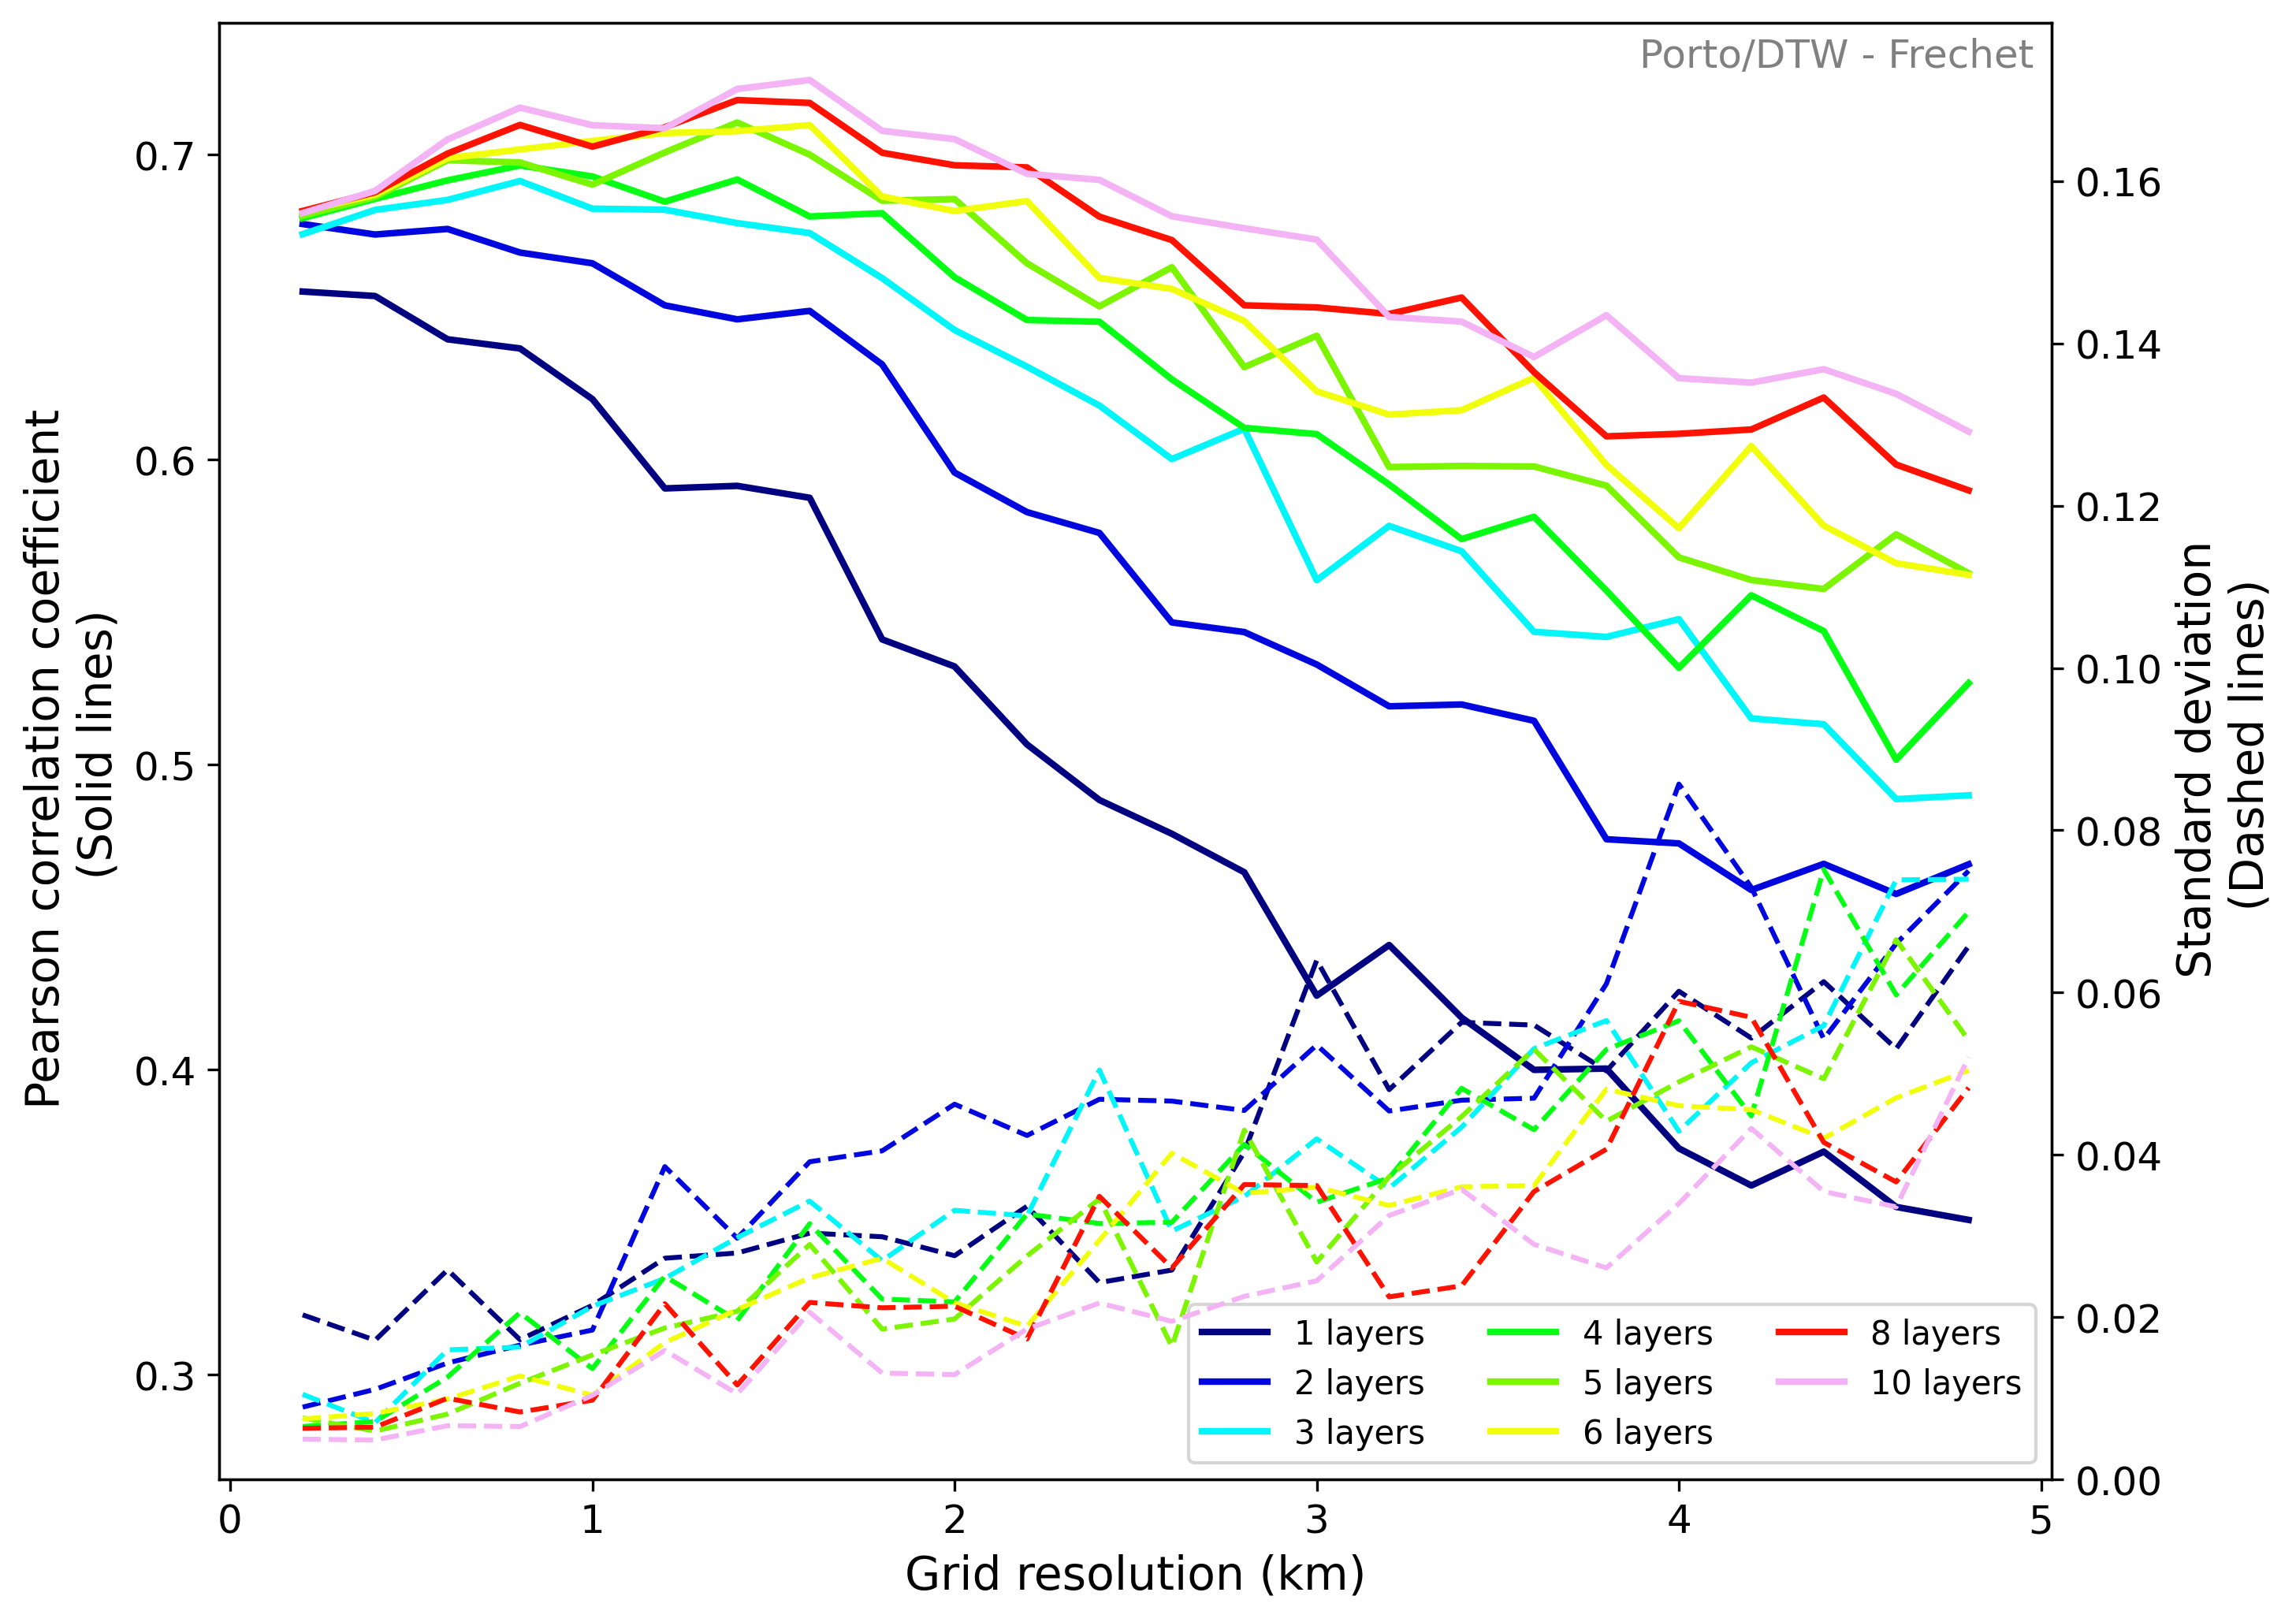 Porto/DTW - Frechet
Pearson correlation coefficient
(Solid lines)
0.7
0.6
0.5
0.4
0.3
0.16
0.14
0.12
0.10
0.08
0.06
0.04
0.02
0.00
Standard deviation
(Dashed lines)
1 layers
2 layers
3 layers
4 layers
5 layers
6 layers
8 layers
10 layers
0 1 2 3 4 5
Grid resolution (km)